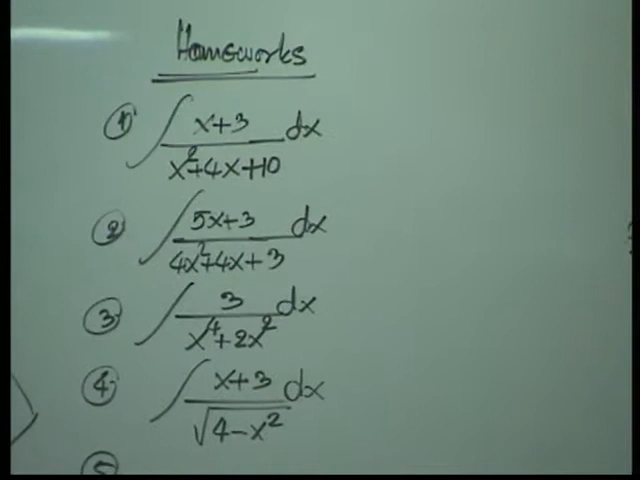 Homeworks
① ∫ x+3 / x²+4x+10 dx
② ∫ 5x+3 / 4x²+4x+3 dx
③ ∫ 3 / x⁴+2x² dx
④ ∫ x+3 / √4-x² dx
⑤